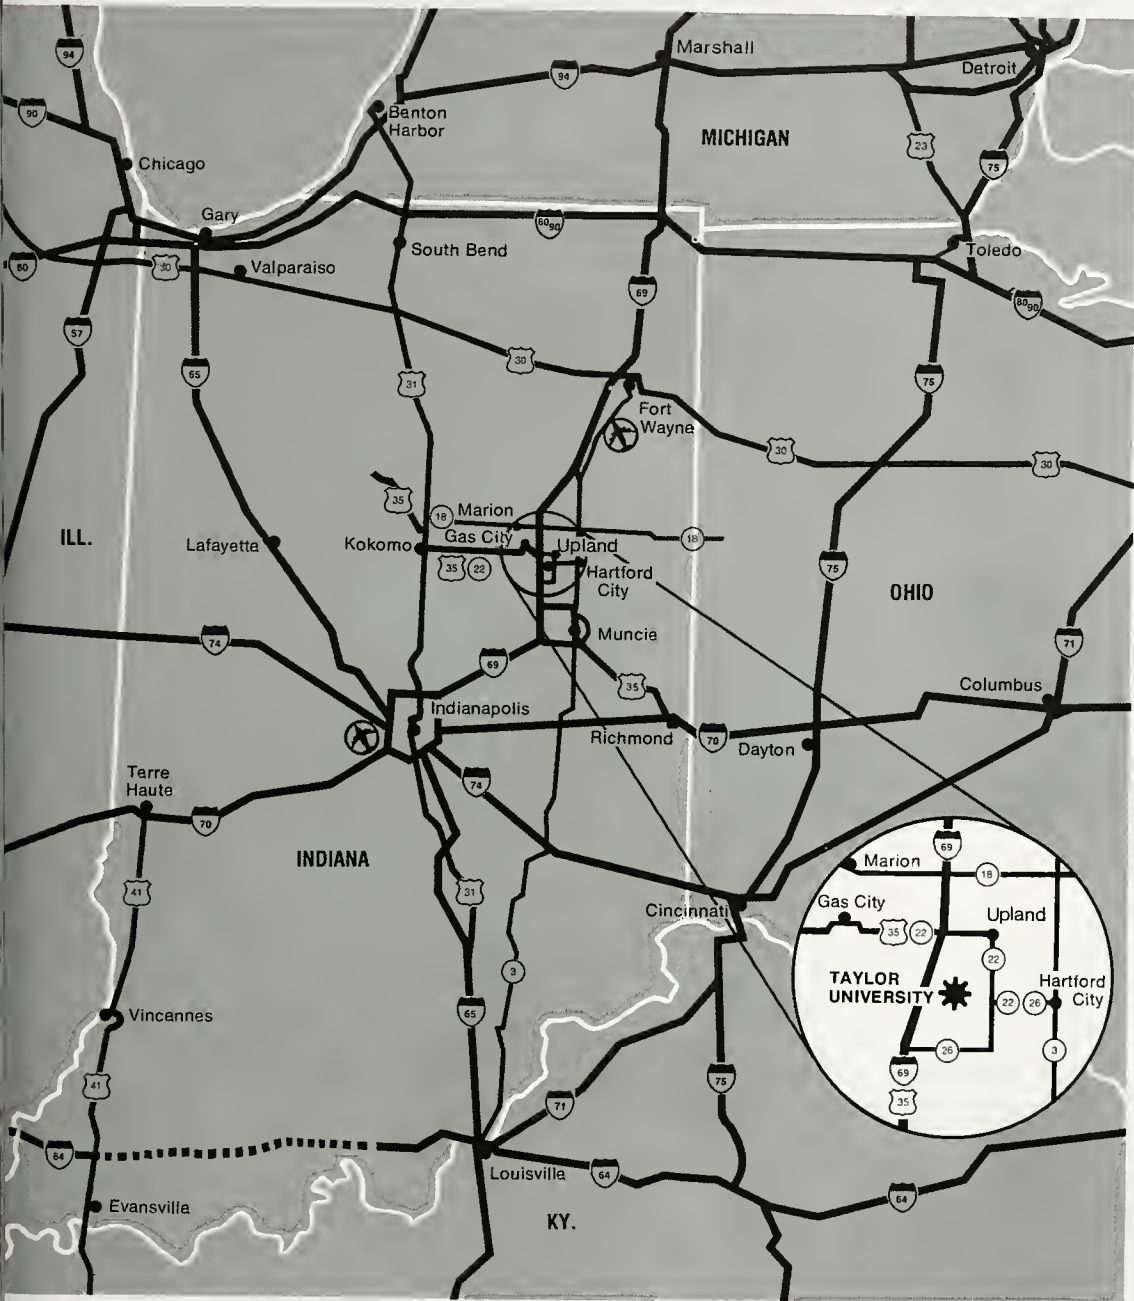 94
Marshall
Detroit
94
90
Benton
Harbor
MICHIGAN
23
75
Chicago
Gary
80 90
South Bend
Toledo
80
30
Valparaiso
69
80 90
57
65
30
31
75
Fort
Wayne
30
30
35
18
Marion
ILL.
Lafayette
Kokomo
Gas City
Upland
18
35
22
Hartford
City
75
OHIO
74
Muncie
71
69
35
Columbus
Indianapolis
Richmond
70
Dayton
Terre
Haute
74
70
INDIANA
41
31
Cincinnati
3
65
Vincennes
41
71
75
64
Louisville
64
64
Evansville
KY.
69
Marion
18
Gas City
Upland
35
22
22
TAYLOR
UNIVERSITY
Hartford
City
22
26
26
3
69
35